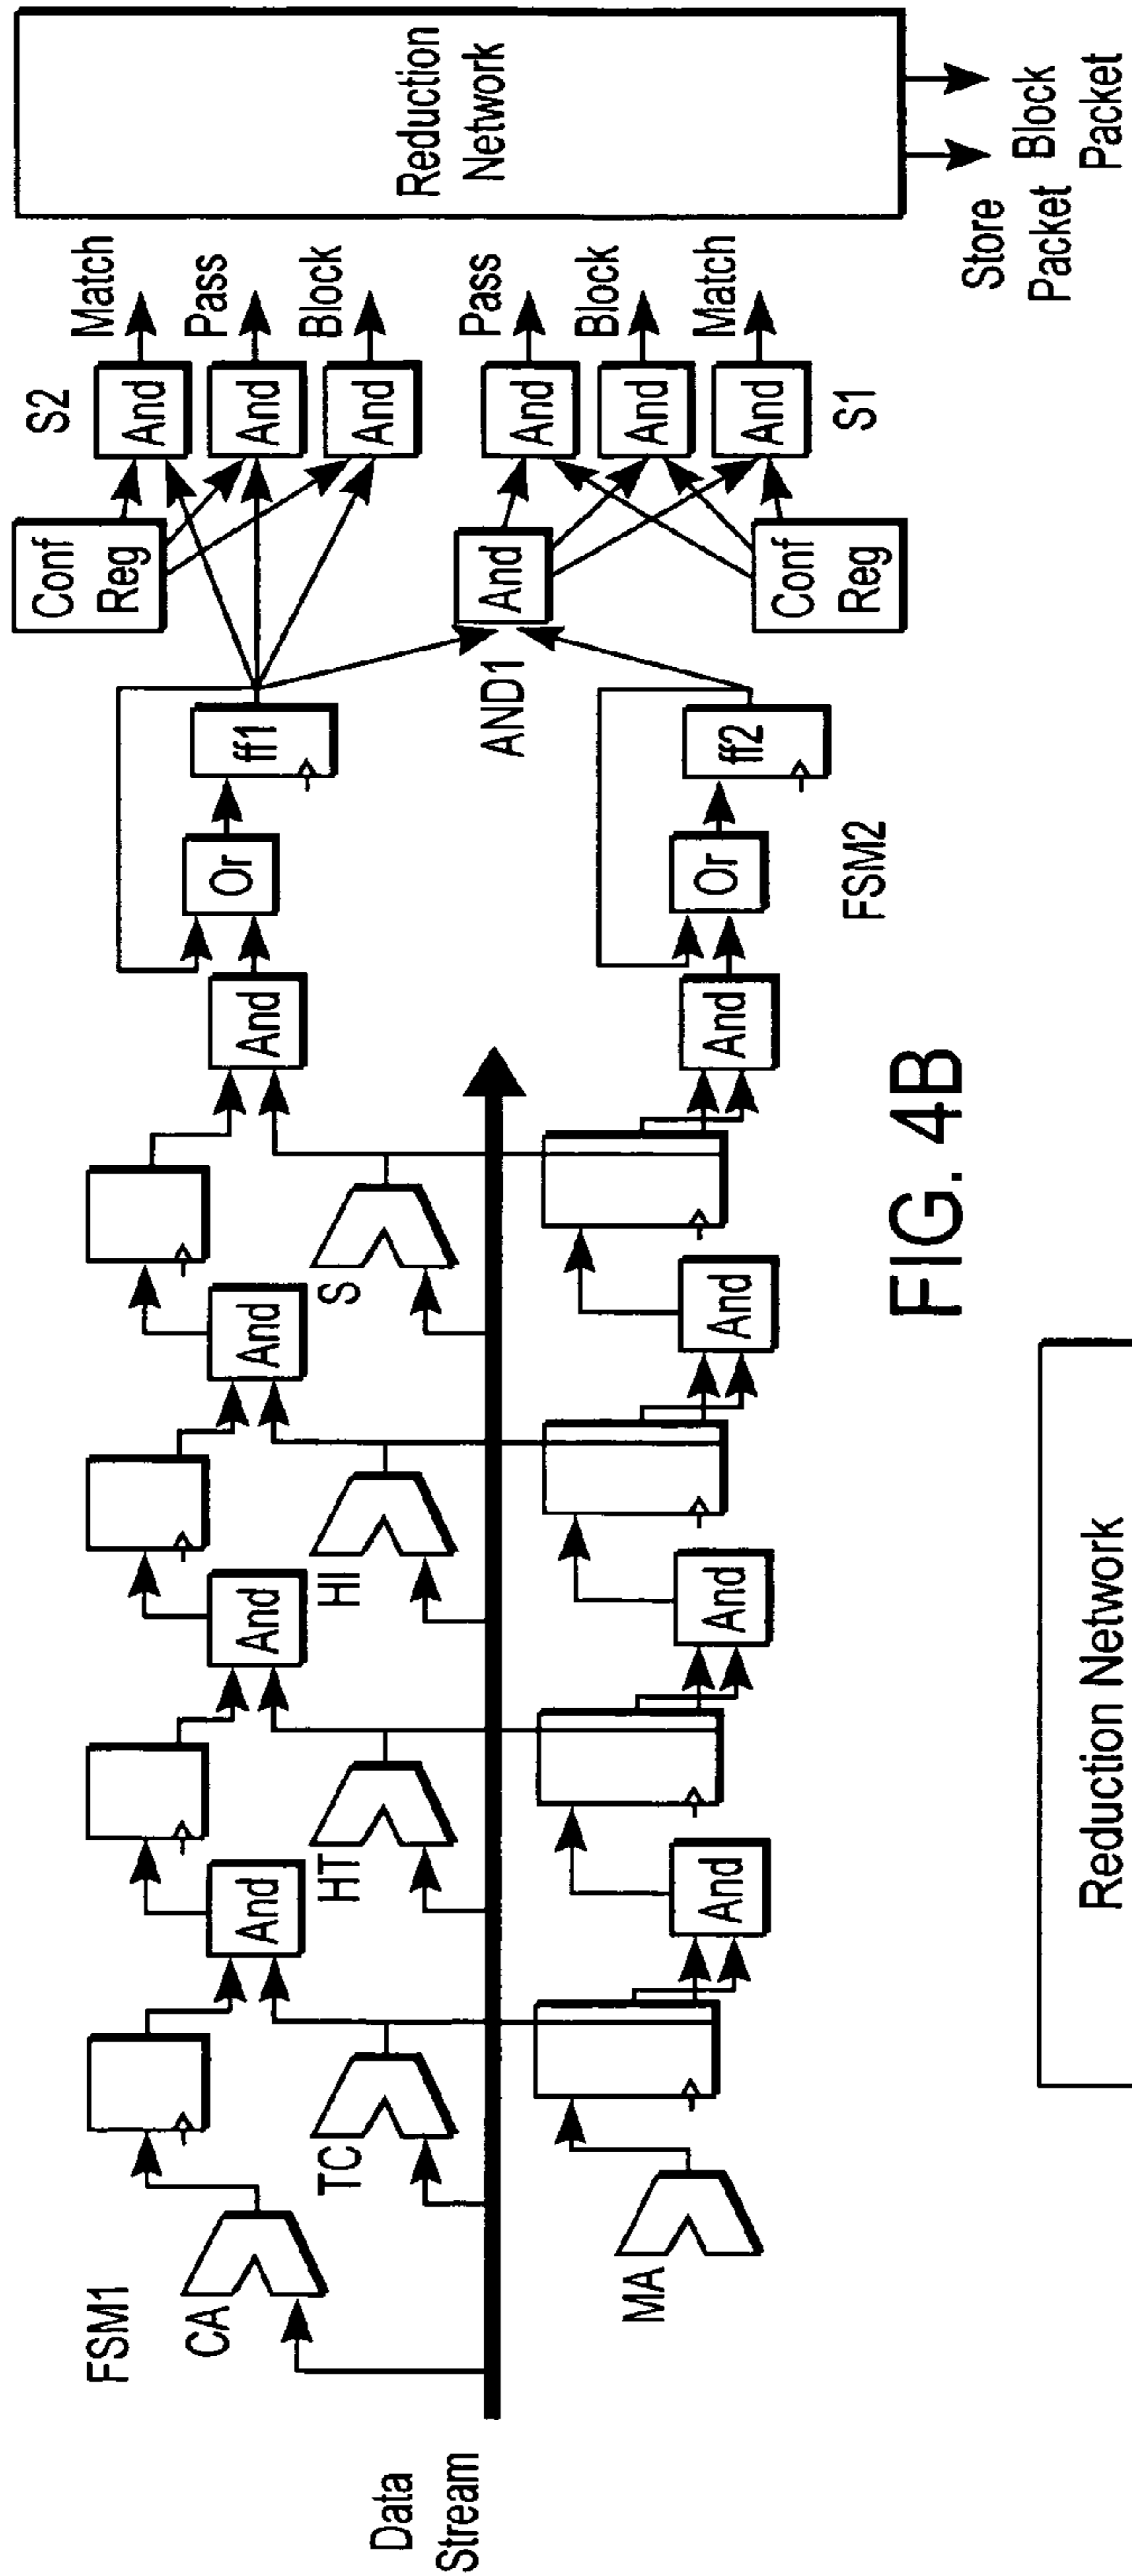 Data
Stream
FSM1
CA
TC
HT
HI
S
MA
And
And
And
And
And
And
And
And
Or
Or
ff1
ff2
FSM2
AND1
And
Conf
Reg
Conf
Reg
S2
And
And
And
And
And
And
S1
Match
Pass
Block
Pass
Block
Match
Reduction
Network
Store
Packet
Block
Packet
FIG. 4B
Reduction Network